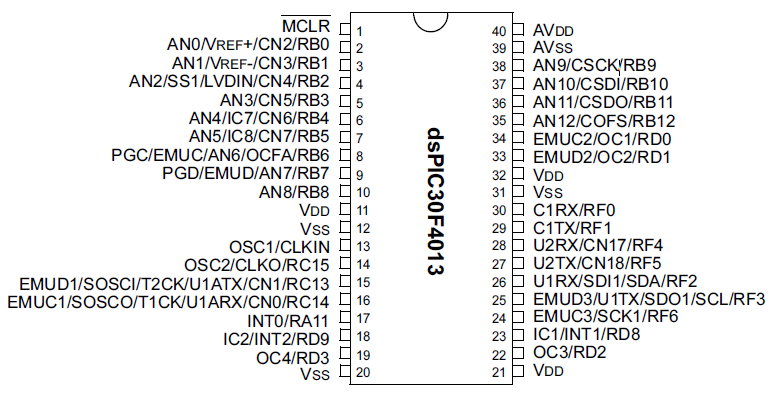 MCLR 1
AN0/VREF+/CN2/RB0 2
AN1/VREF-/CN3/RB1 3
AN2/SS1/LVDIN/CN4/RB2 4
AN3/CN5/RB3 5
AN4/IC7/CN6/RB4 6
AN5/IC8/CN7/RB5 7
PGC/EMUC/AN6/OCFA/RB6 8
PGD/EMUD/AN7/RB7 9
AN8/RB8 10
VDD 11
VSS 12
OSC1/CLKIN 13
OSC2/CLKO/RC15 14
EMUD1/SOSCI/T2CK/U1ATX/CN1/RC13 15
EMUC1/SOSCO/T1CK/U1ARX/CN0/RC14 16
INT0/RA11 17
IC2/INT2/RD9 18
OC4/RD3 19
VSS 20
dsPIC30F4013
40 AVDD
39 AVSS
38 AN9/CSCK/RB9
37 AN10/CSDI/RB10
36 AN11/CSDO/RB11
35 AN12/COFS/RB12
34 EMUC2/OC1/RD0
33 EMUD2/OC2/RD1
32 VDD
31 VSS
30 C1RX/RF0
29 C1TX/RF1
28 U2RX/CN17/RF4
27 U2TX/CN18/RF5
26 U1RX/SDI1/SDA/RF2
25 EMUD3/U1TX/SDO1/SCL/RF3
24 EMUC3/SCK1/RF6
23 IC1/INT1/RD8
22 OC3/RD2
21 VDD